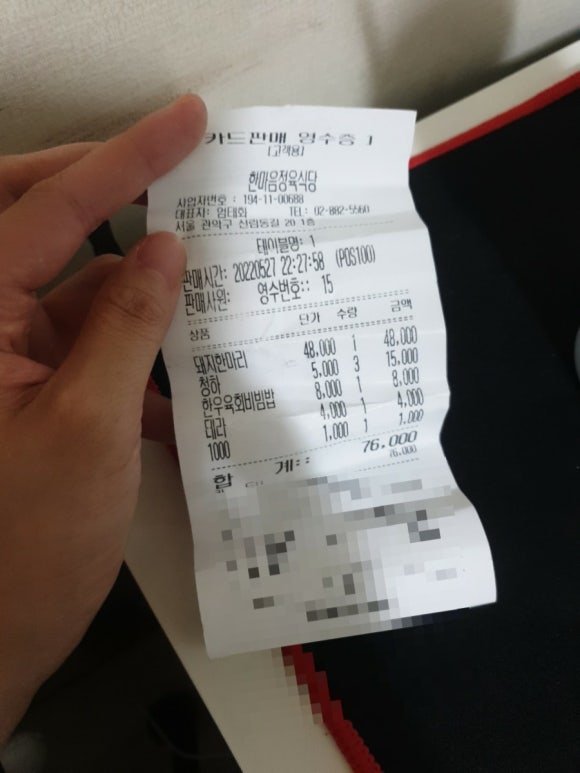 카드판매 영수증 1
[고객용]
한마음정육식당
사업자번호 : 194-11-00688
대표자: 엄태화 TEL: 02-882-5560
서울 관악구 신림동길 20 1층
테이블명: 1
판매시간: 20220527 22:27:58 (POS100)
판매사원: 영수번호:: 15
상품 단가 수량 금액
돼지한마리 48,000 1 48,000
청하 5,000 3 15,000
한우육회비빔밥 8,000 1 8,000
테라 4,000 1 4,000
1000 1,000 1 1,000
합 계:: 76,000
76,000